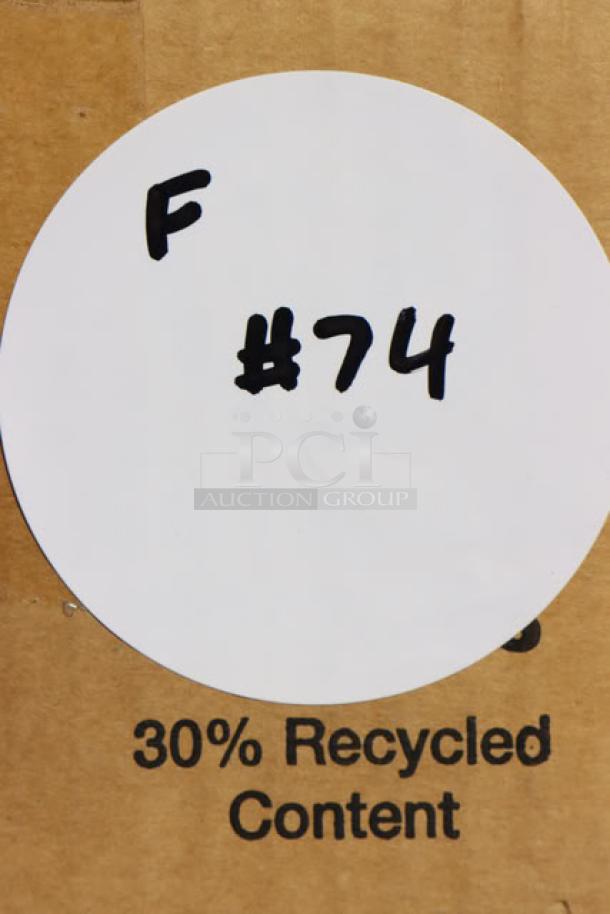 F
#74
PCi
AUCTION GROUP
30% Recycled
Content